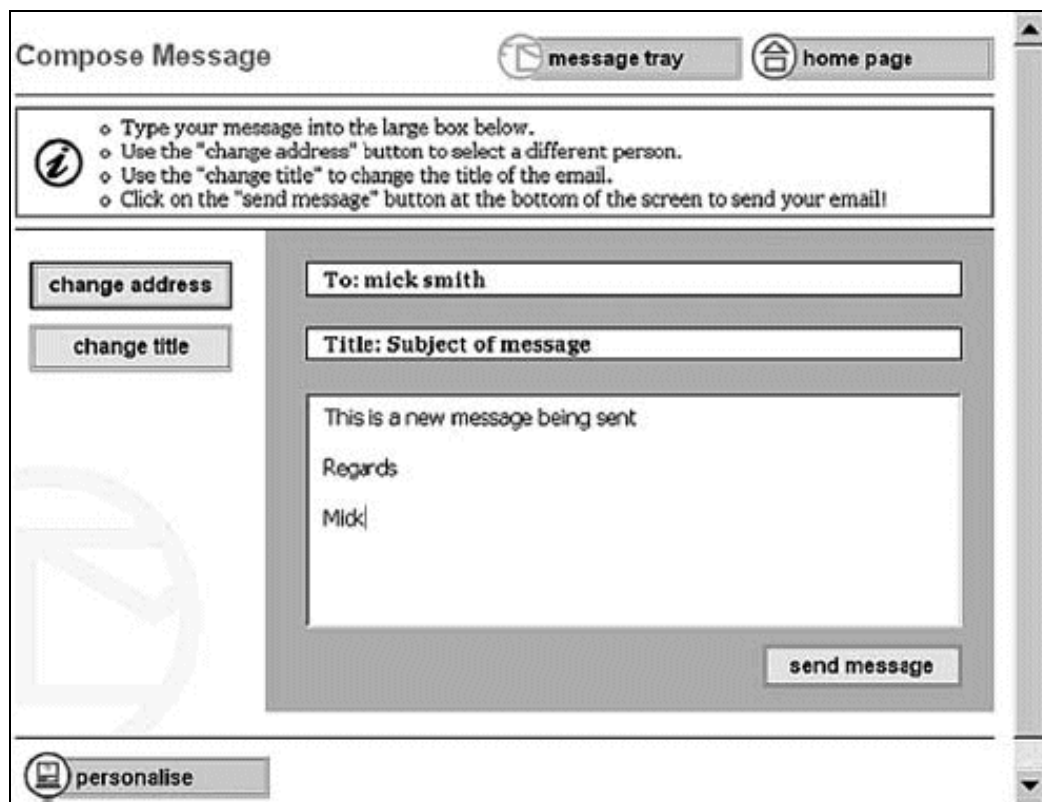 Compose Message
message tray
home page
Type your message into the large box below.
Use the "change address" button to select a different person.
Use the "change title" to change the title of the email.
Click on the "send message" button at the bottom of the screen to send your email!
change address
change title
To: mick smith
Title: Subject of message
This is a new message being sent
Regards
Mick
send message
personalise